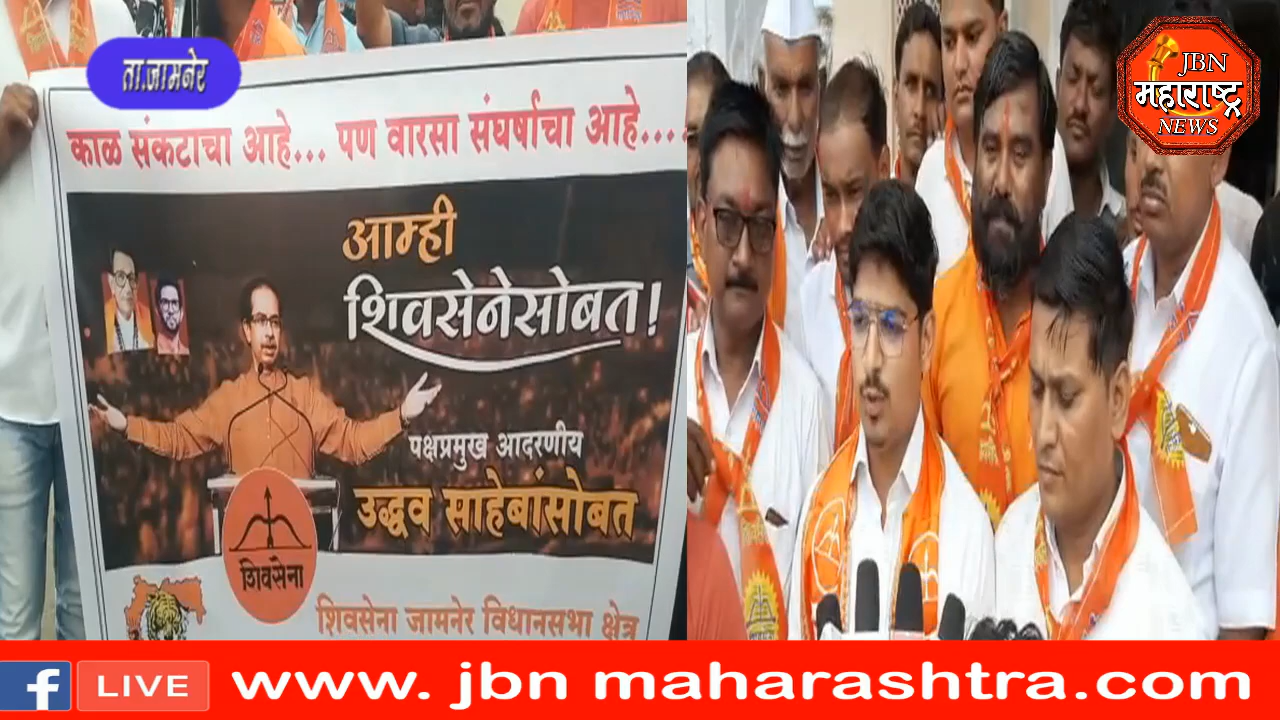 ता.जामनेर
काळ संकटाचा आहे... पण वारसा संघर्षाचा आहे....
आम्ही
शिवसेनेसोबत!
पक्षप्रमुख आदरणीय
उद्धव साहेबांसोबत
शिवसेना
शिवसेना जामनेर विधानसभा क्षेत्र
JBN
महाराष्ट्र
NEWS
f LIVE www. jbn maharashtra.com